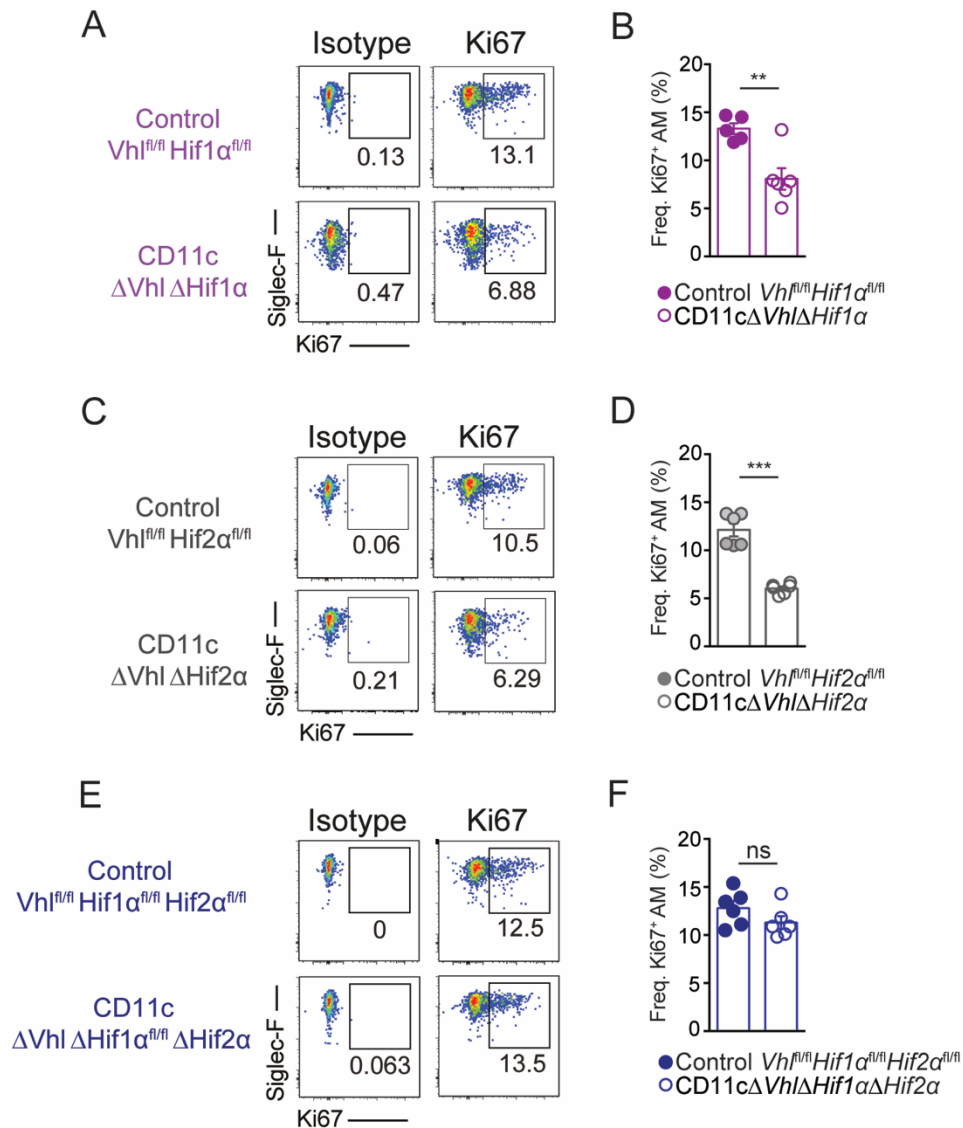 A
Isotype
Ki67
Control
Vhlfl/fl Hif1αfl/fl
0.13
13.1
CD11c
ΔVhl ΔHif1α
0.47
6.88
Siglec-F
Ki67
B
Freq. Ki67+ AM (%)
20
15
10
5
0
**
Control Vhlfl/flHif1αfl/fl
CD11cΔVhlΔHif1α
C
Isotype
Ki67
Control
Vhlfl/fl Hif2αfl/fl
0.06
10.5
CD11c
ΔVhl ΔHif2α
0.21
6.29
Siglec-F
Ki67
D
Freq. Ki67+ AM (%)
20
15
10
5
0
***
Control Vhlfl/flHif2αfl/fl
CD11cΔVhlΔHif2α
E
Isotype
Ki67
Control
Vhlfl/fl Hif1αfl/fl Hif2αfl/fl
0
12.5
CD11c
ΔVhl ΔHif1αfl/fl ΔHif2α
0.063
13.5
Siglec-F
Ki67
F
Freq. Ki67+ AM (%)
20
15
10
5
0
ns
Control Vhlfl/flHif1αfl/flHif2αfl/fl
CD11cΔVhlΔHif1αΔHif2α